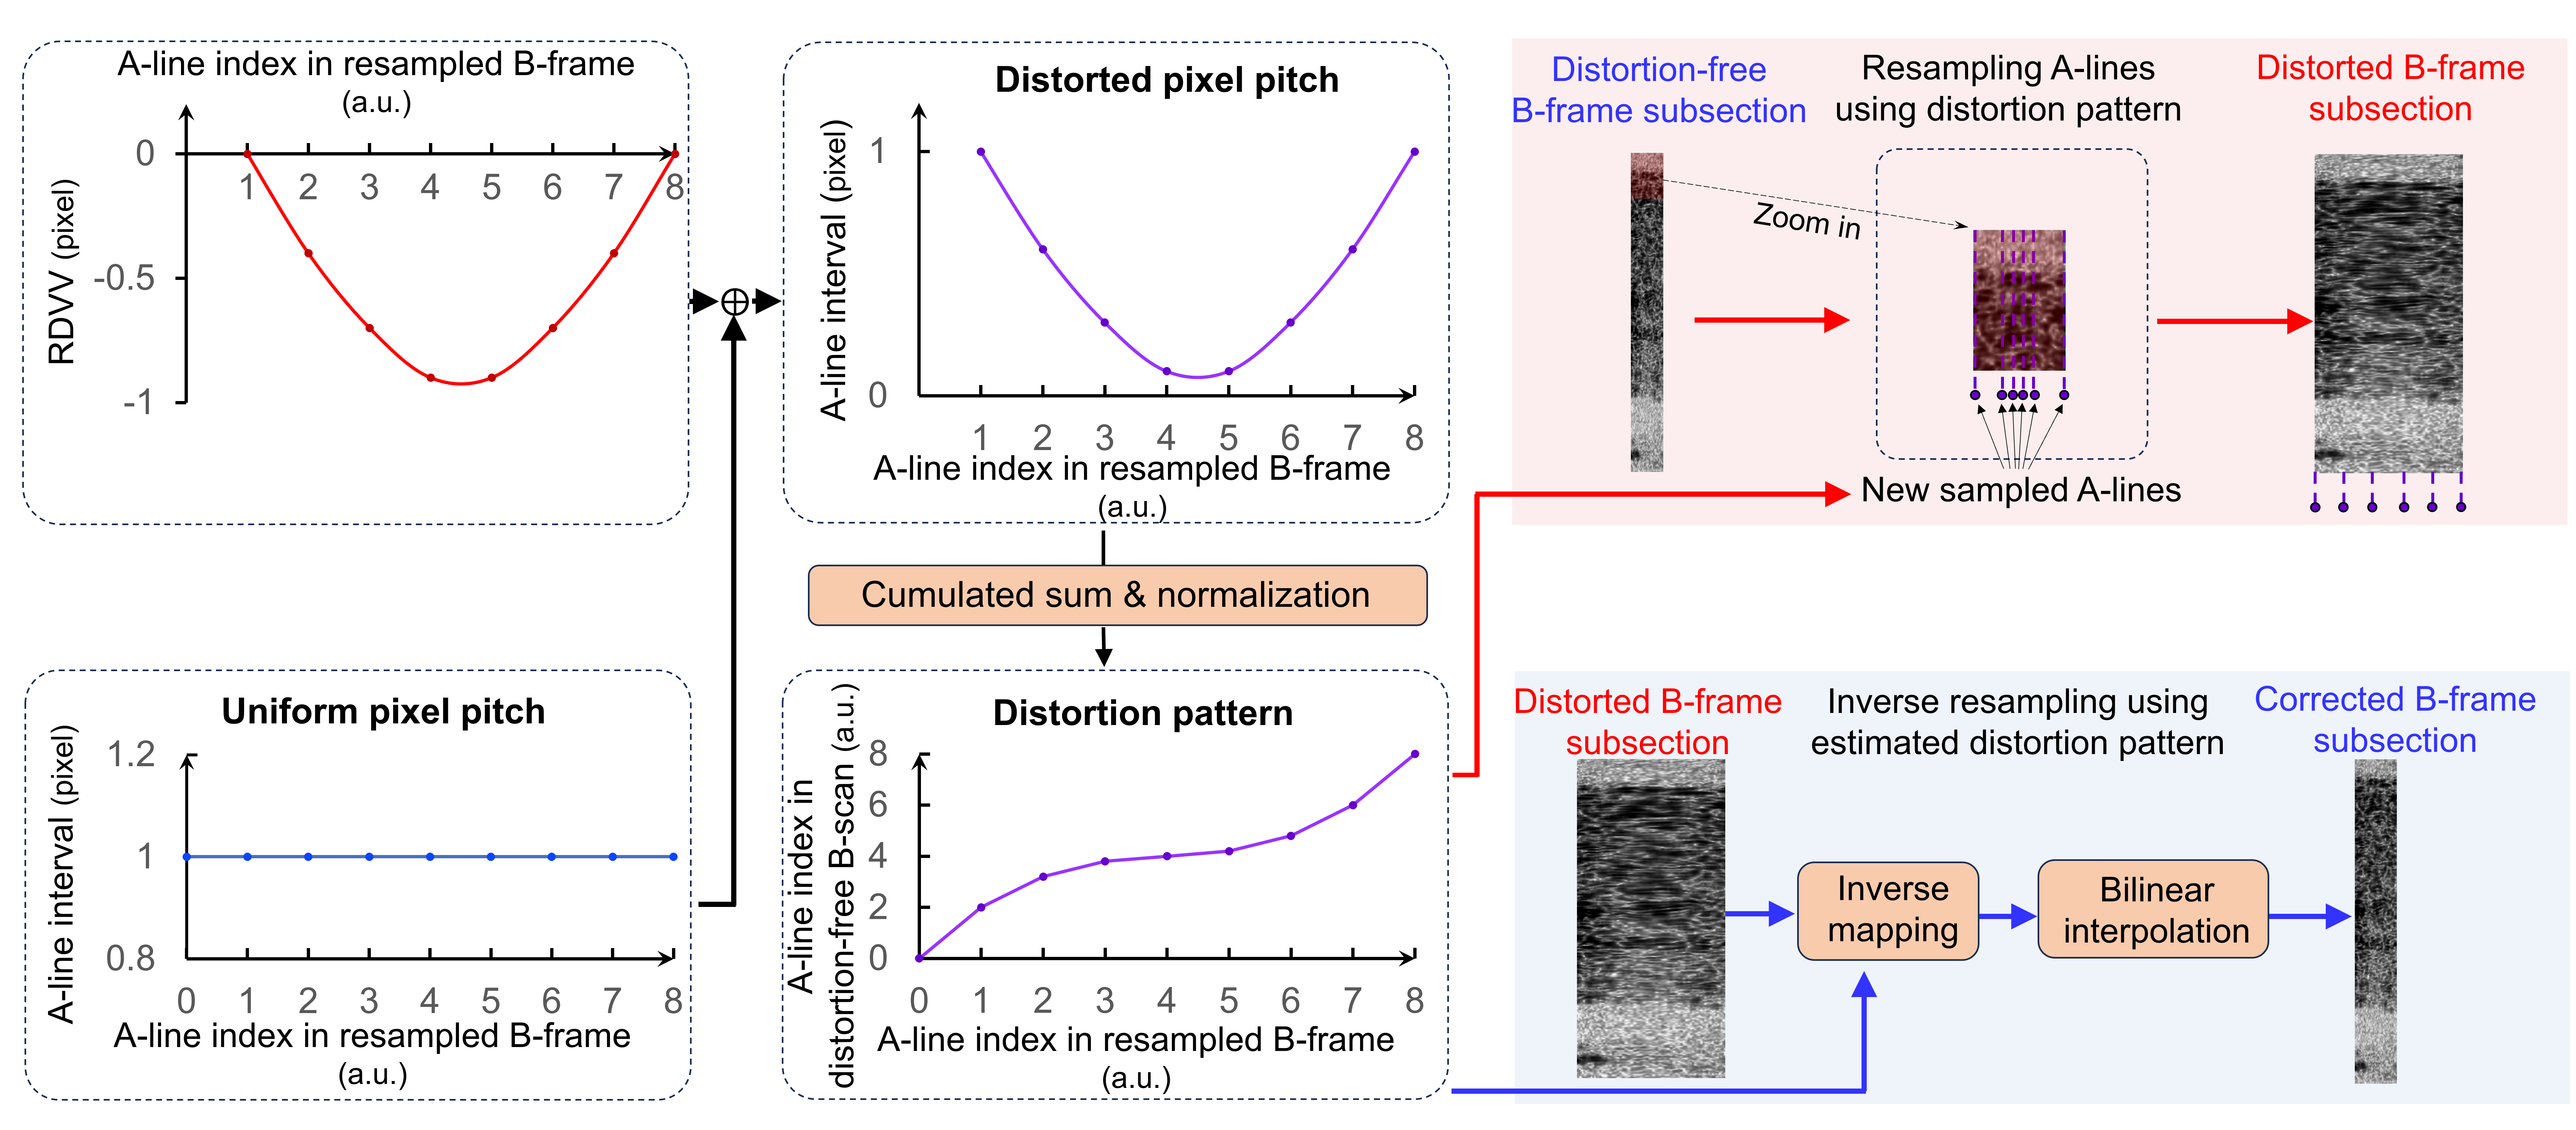 A-line index in resampled B-frame
(a.u.)
0
-0.5
-1
RDVV (pixel)
1 2 3 4 5 6 7 8
Distorted pixel pitch
A-line interval (pixel)
1
0
1 2 3 4 5 6 7 8
A-line index in resampled B-frame
(a.u.)
Cumulated sum & normalization
Uniform pixel pitch
A-line interval (pixel)
1.2
1
0.8
0 1 2 3 4 5 6 7 8
A-line index in resampled B-frame
(a.u.)
Distortion pattern
A-line index in
distortion-free B-scan (a.u.)
8
6
4
2
0
0 1 2 3 4 5 6 7 8
A-line index in resampled B-frame
(a.u.)
Distortion-free
B-frame subsection
Resampling A-lines
using distortion pattern
Distorted B-frame
subsection
Zoom in
New sampled A-lines
Distorted B-frame
subsection
Inverse resampling using
estimated distortion pattern
Corrected B-frame
subsection
Inverse
mapping
Bilinear
interpolation